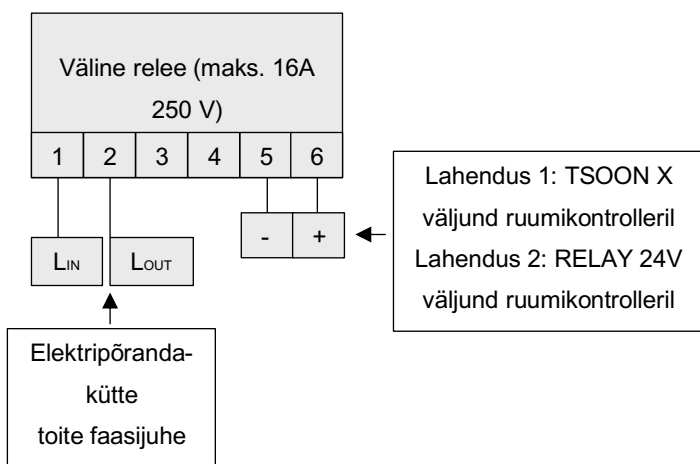 Väline relee (maks. 16A
250 V)
1 2 3 4 5 6
Lahendus 1: TSOON X
väljund ruumikontrolleril
Lahendus 2: RELAY 24V
väljund ruumikontrolleril
- +
LIN LOUT
Elektripõranda-
kütte
toite faasijuhe